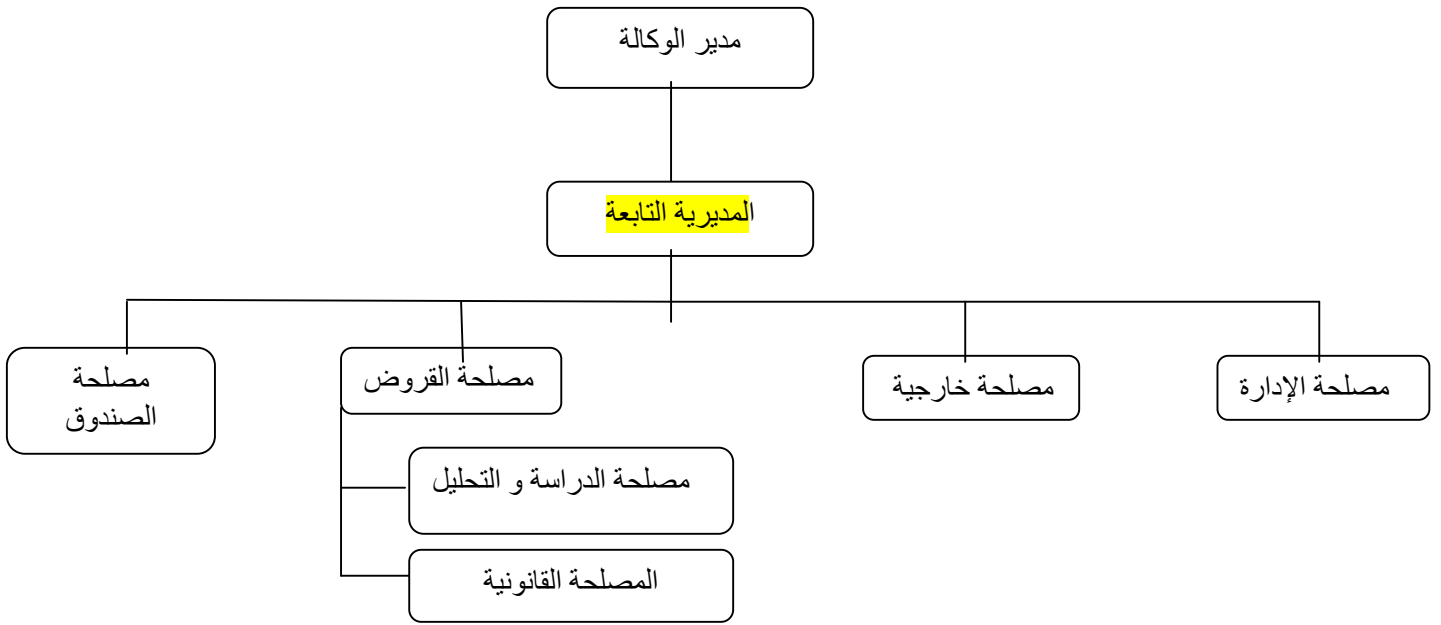 مدير الوكالة
المديرية التابعة
مصلحة الإدارة
مصلحة خارجية
مصلحة القروض
مصلحة
الصندوق
مصلحة الدراسة و التحليل
المصلحة القانونية